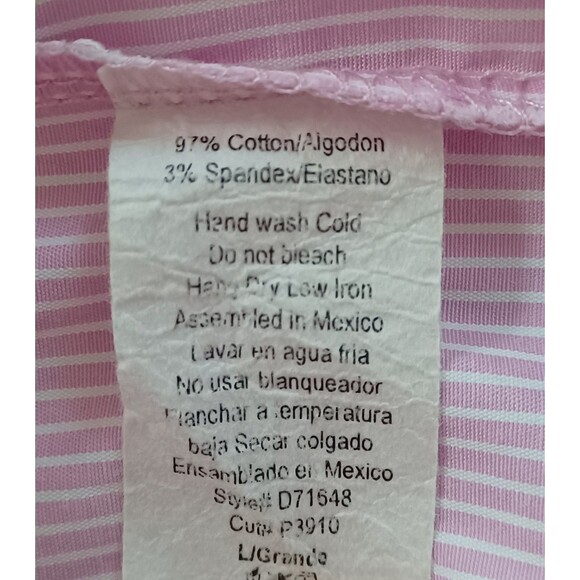 97% Cotton/Algodon
3% Spandex/Elastano
Hand wash Cold
Do not bleach
Hang Dry Low Iron
Assembled in Mexico
Lavar en agua fria
No usar blanqueador
Planchar a temperatura
baja Secar colgado
Ensamblado en Mexico
Style# D71648
Cut# P3910
L/Grande